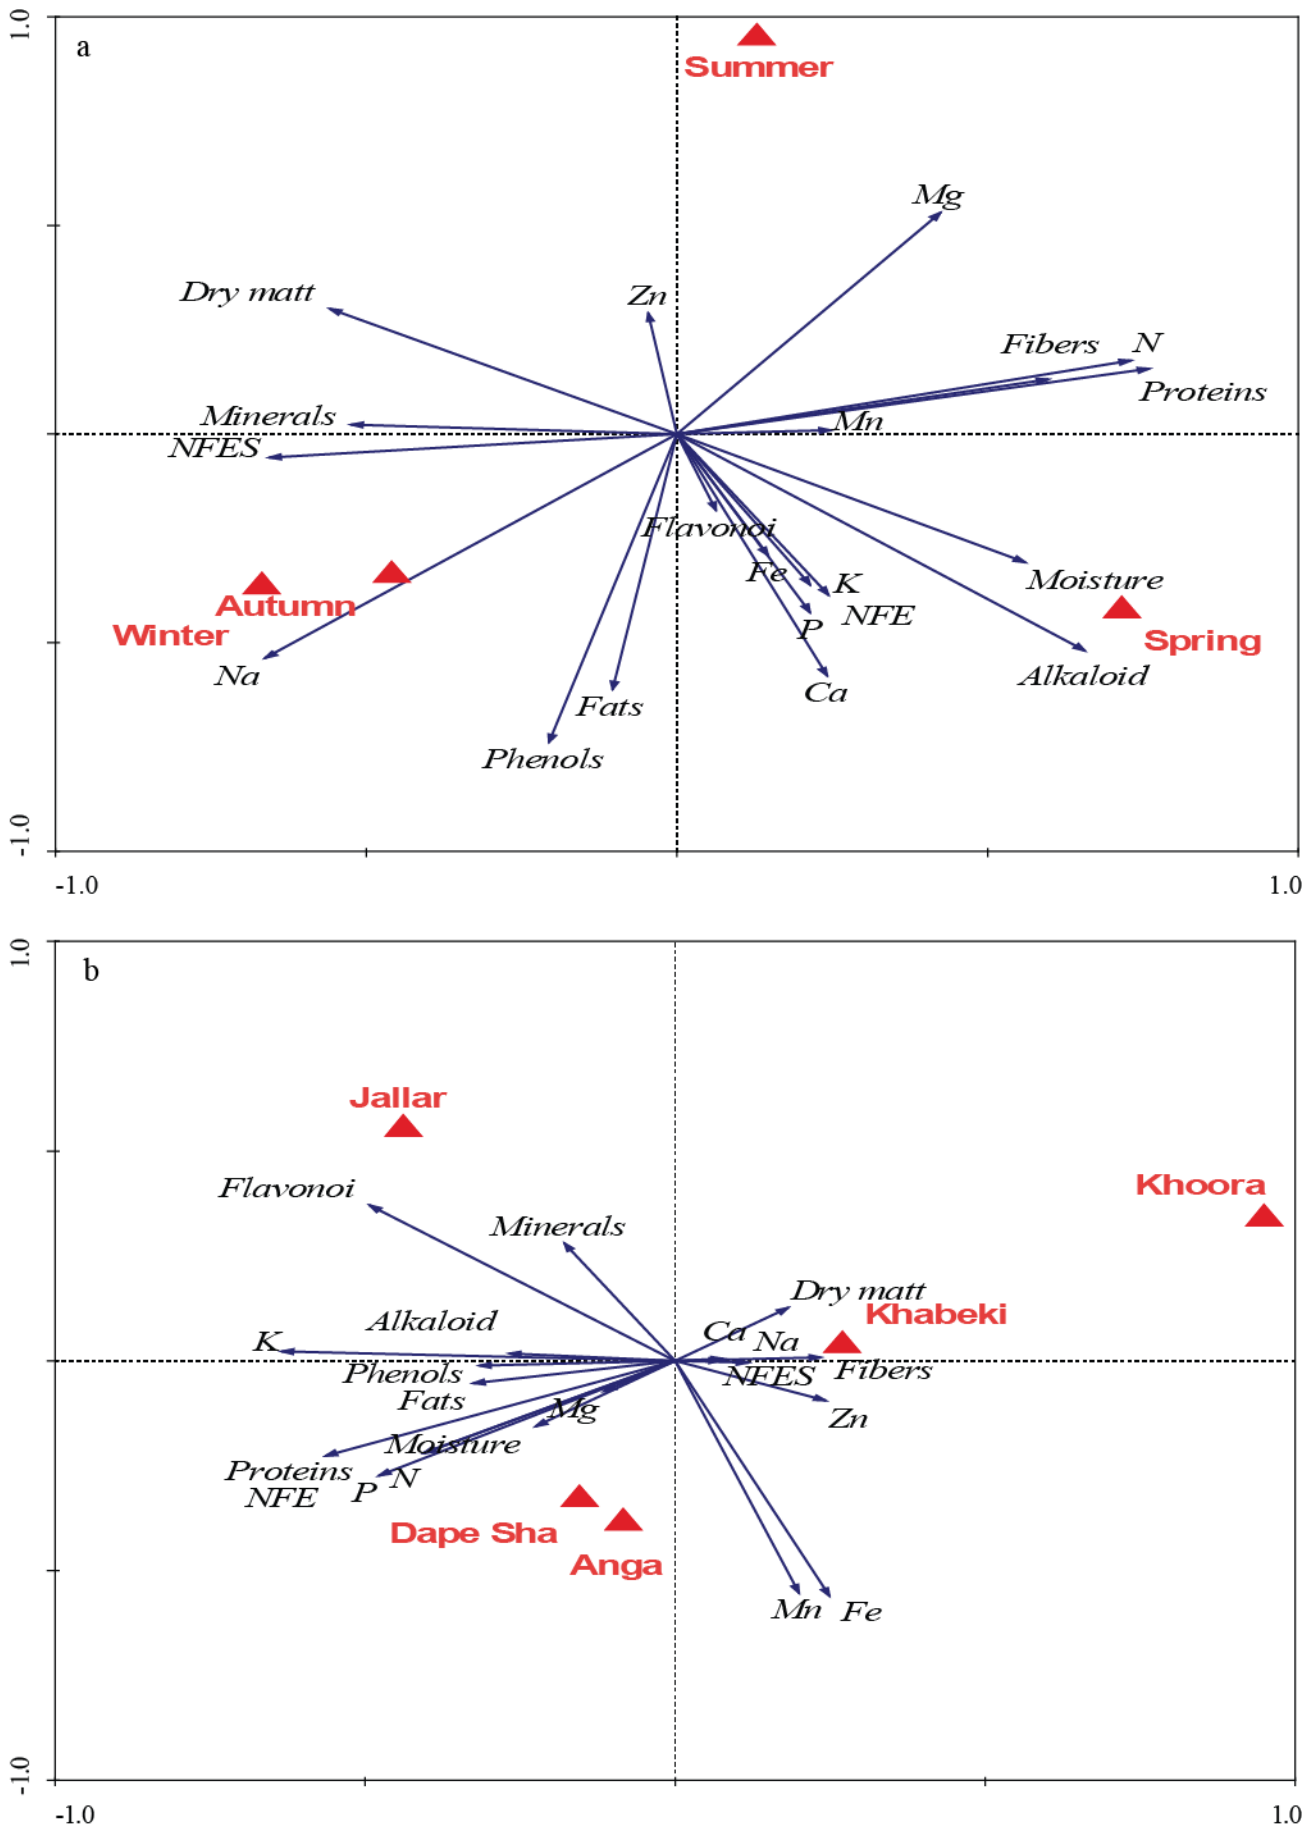 1.0
a
Summer
Mg
Dry matt
Zn
Fibers
N
Proteins
Minerals
Mn
NFES
Flavonoi
Fe
K
Moisture
NFE
Autumn
P
Winter
Spring
Na
Alkaloid
Ca
Fats
Phenols
-1.0
-1.0
1.0
1.0
b
Jallar
Flavonoi
Khoora
Minerals
Dry matt
Khabeki
Alkaloid
Ca
Na
K
Phenols
NFES
Fibers
Fats
Mg
Zn
Moisture
Proteins
N
P
NFE
Dape Sha
Anga
Mn
Fe
-1.0
-1.0
1.0